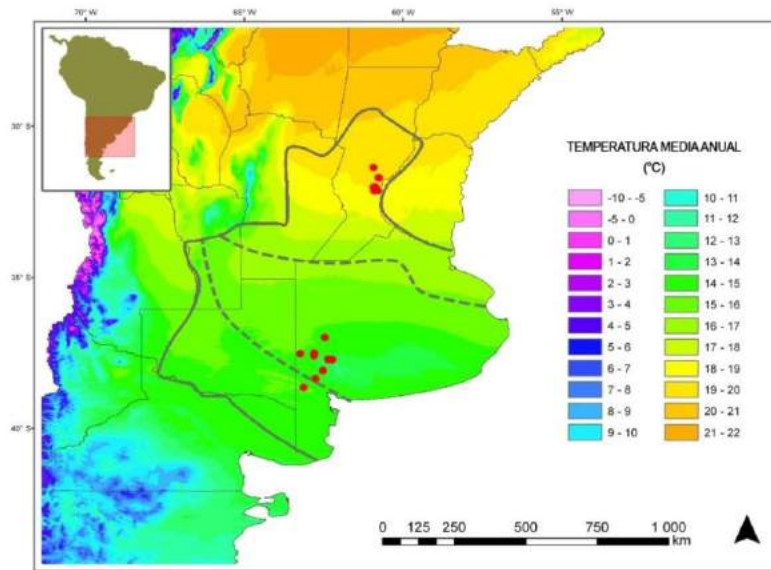 70° W 65° W 60° W 55° W
30° S
35° S
40° S
TEMPERATURA MEDIA ANUAL
(°C)
-10 - -5 10 - 11
-5 - 0 11 - 12
0 - 1 12 - 13
1 - 2 13 - 14
2 - 3 14 - 15
3 - 4 15 - 16
4 - 5 16 - 17
5 - 6 17 - 18
6 - 7 18 - 19
7 - 8 19 - 20
8 - 9 20 - 21
9 - 10 21 - 22
0 125 250 500 750 1 000
km